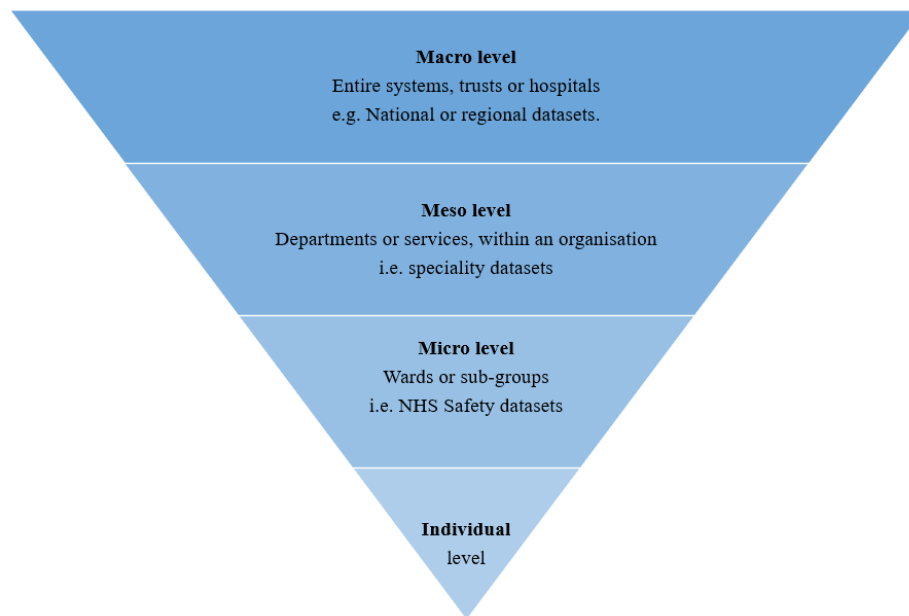 Macro level
Entire systems, trusts or hospitals
e.g. National or regional datasets.
Meso level
Departments or services, within an organisation
i.e. speciality datasets
Micro level
Wards or sub-groups
i.e. NHS Safety datasets
Individual
level